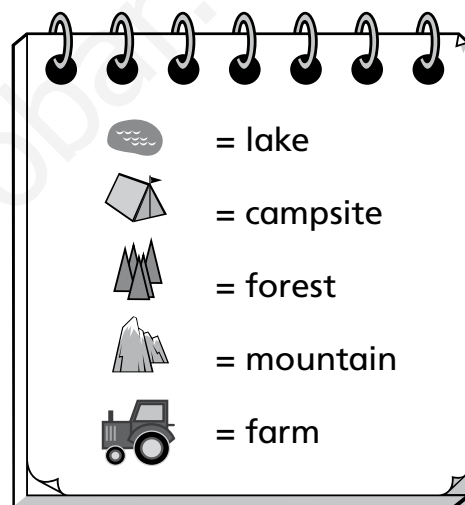 = lake
= campsite
= forest
= mountain
= farm